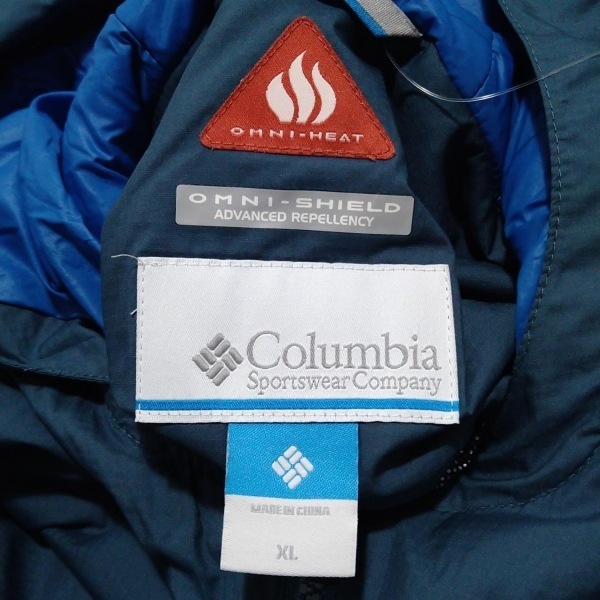 OMNI-HEAT
OMNI-SHIELD
ADVANCED REPELLENCY
Columbia
Sportswear Company
MADE IN CHINA
XL